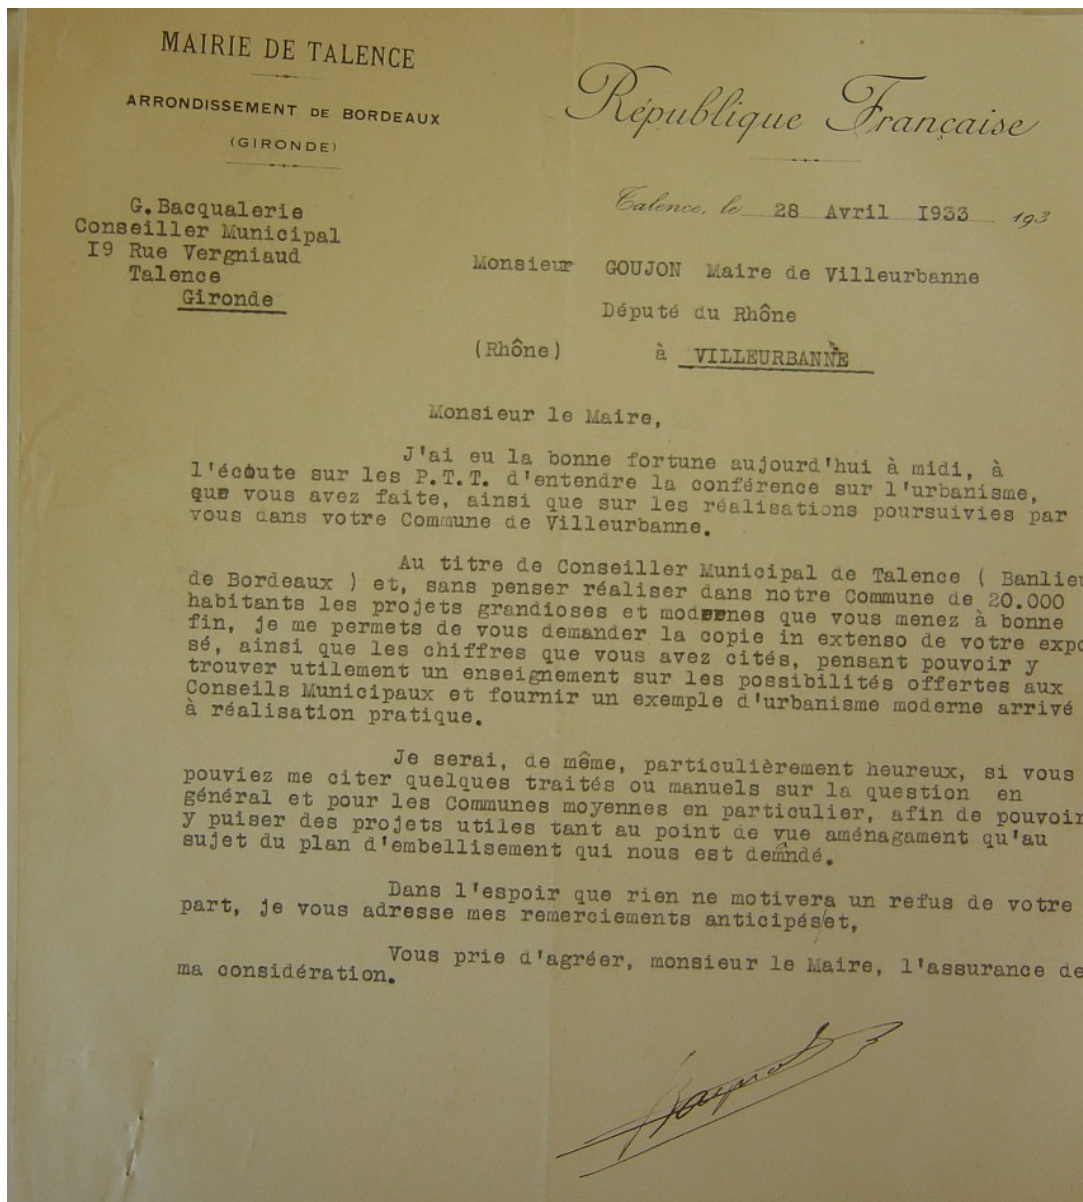 MAIRIE DE TALENCE
ARRONDISSEMENT DE BORDEAUX
(GIRONDE)
République Française
G.Bacqualerie
Conseiller Municipal
I9 Rue Vergniaud
Talence
Gironde
Talence, le 28 Avril I933 193
Monsieur GOUJON Maire de Villeurbanne
Député du Rhône
(Rhône) à VILLEURBANNE
Monsieur le Maire,
J'ai eu la bonne fortune aujourd'hui à midi, à
l'écoute sur les P.T.T. d'entendre la conférence sur l'urbanisme,
que vous avez faite, ainsi que sur les réalisations poursuivies par
vous dans votre Commune de Villeurbanne.
Au titre de Conseiller Municipal de Talence ( Banlieu
de Bordeaux ) et, sans penser réaliser dans notre Commune de 20.000
habitants les projets grandioses et modernes que vous menez à bonne
fin, je me permets de vous demander la copie in extenso de votre expo
sé, ainsi que les chiffres que vous avez cités, pensant pouvoir y
trouver utilement un enseignement sur les possibilités offertes aux
Conseils Municipaux et fournir un exemple d'urbanisme moderne arrivé
à réalisation pratique.
Je serai, de même, particulièrement heureux, si vous
pouviez me citer quelques traités ou manuels sur la question en
général et pour les Communes moyennes en particulier, afin de pouvoir
y puiser des projets utiles tant au point de vue aménagament qu'au
sujet du plan d'embellisement qui nous est demandé.
Dans l'espoir que rien ne motivera un refus de votre
part, je vous adresse mes remerciements anticipés/et,
Vous prie d'agréer, monsieur le Maire, l'assurance de
ma considération.